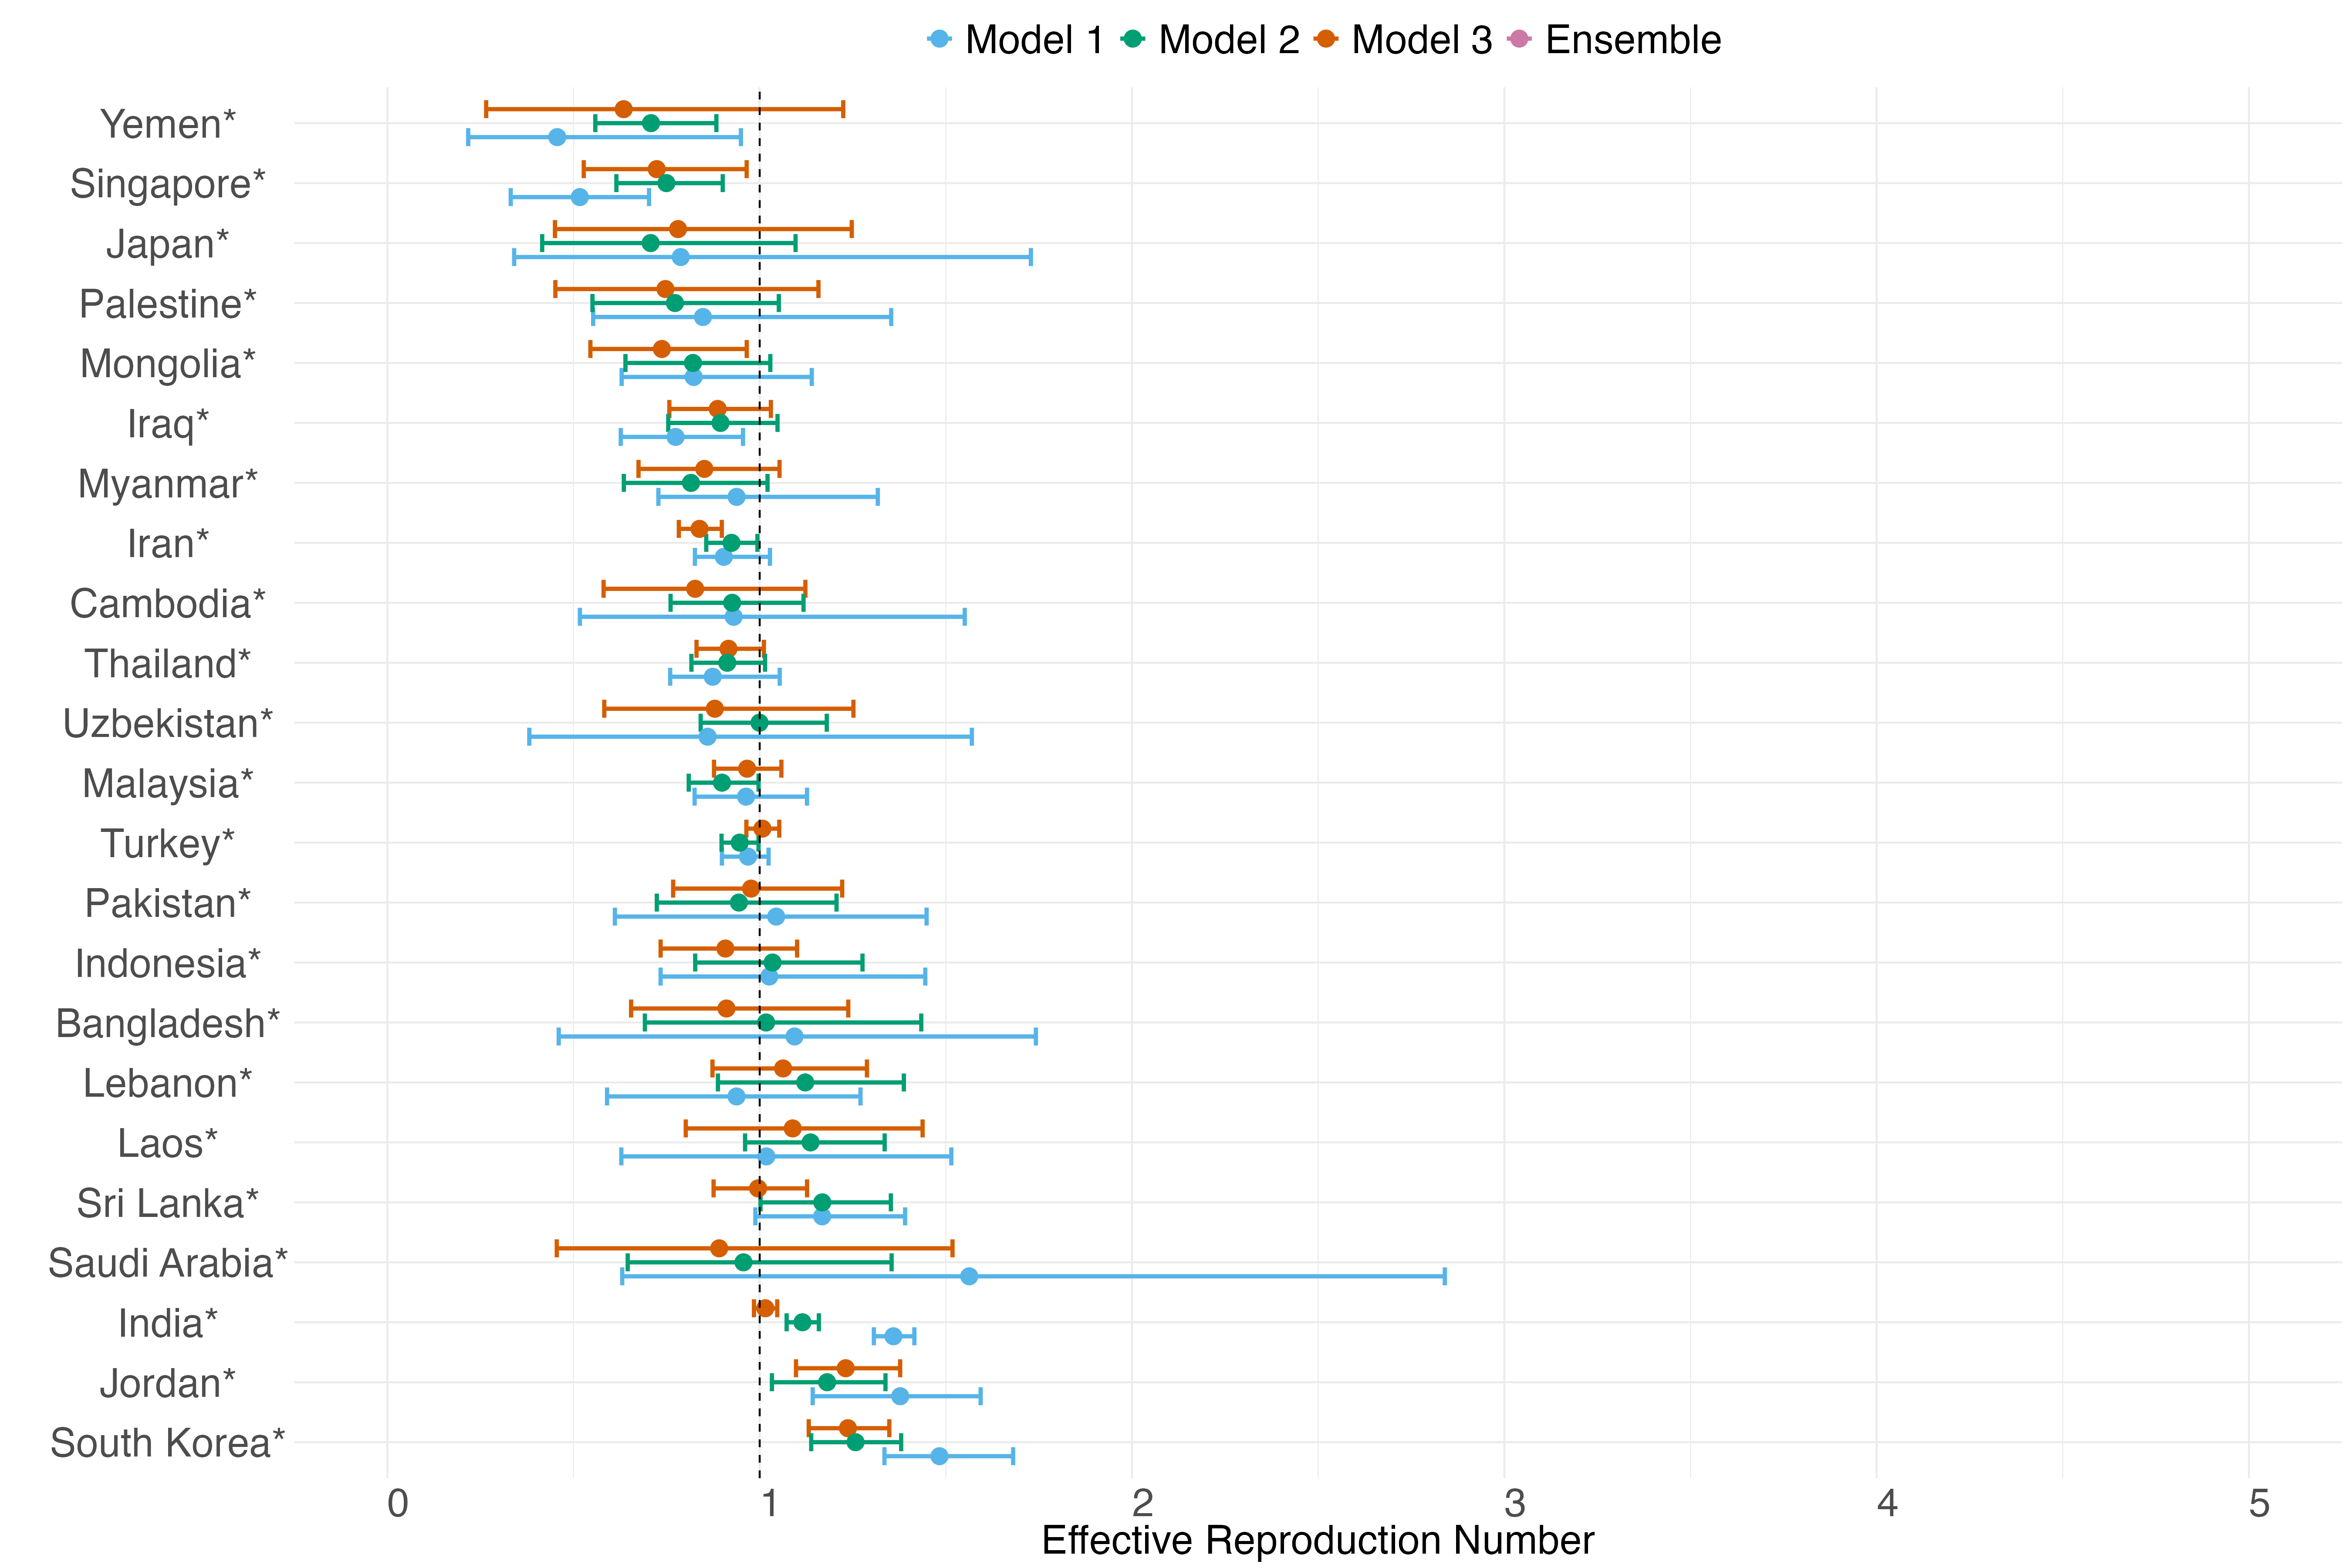 Model 1 Model 2 Model 3 Ensemble
Yemen*
Singapore*
Japan*
Palestine*
Mongolia*
Iraq*
Myanmar*
Iran*
Cambodia*
Thailand*
Uzbekistan*
Malaysia*
Turkey*
Pakistan*
Indonesia*
Bangladesh*
Lebanon*
Laos*
Sri Lanka*
Saudi Arabia*
India*
Jordan*
South Korea*
0 1 2 3 4 5
Effective Reproduction Number